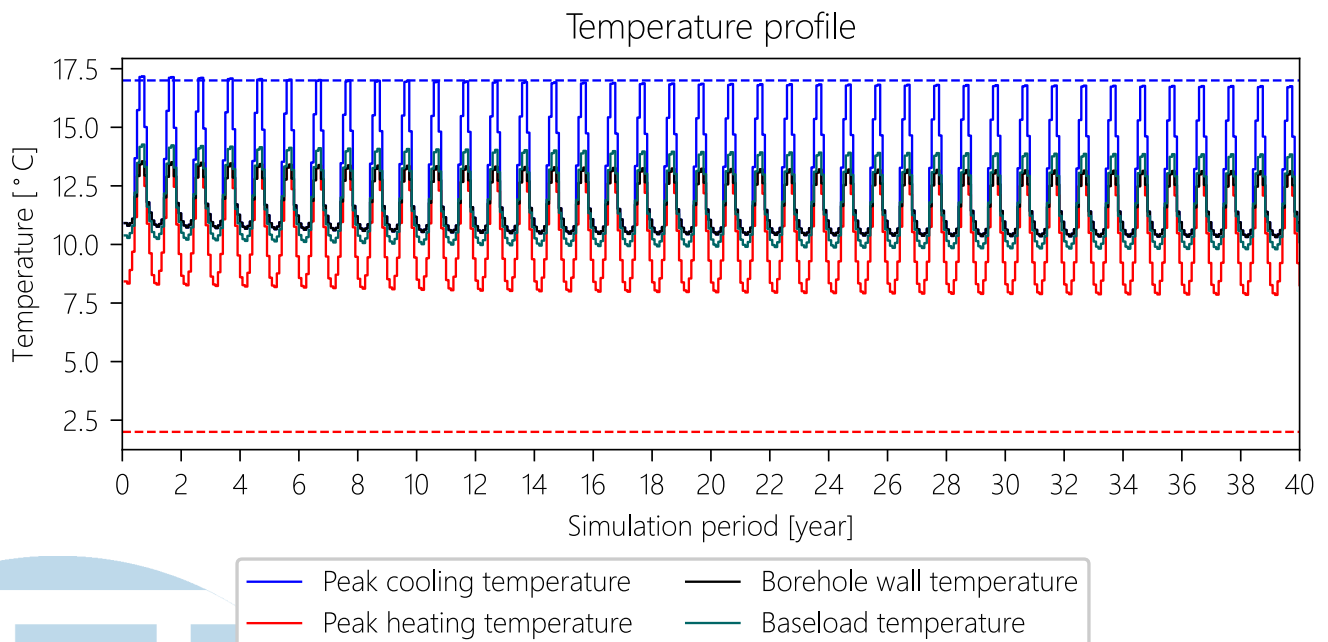 Temperature profile
17.5
15.0
12.5
10.0
7.5
5.0
2.5
Temperature [° C]
0 2 4 6 8 10 12 14 16 18 20 22 24 26 28 30 32 34 36 38 40
Simulation period [year]
Peak cooling temperature Borehole wall temperature
Peak heating temperature Baseload temperature